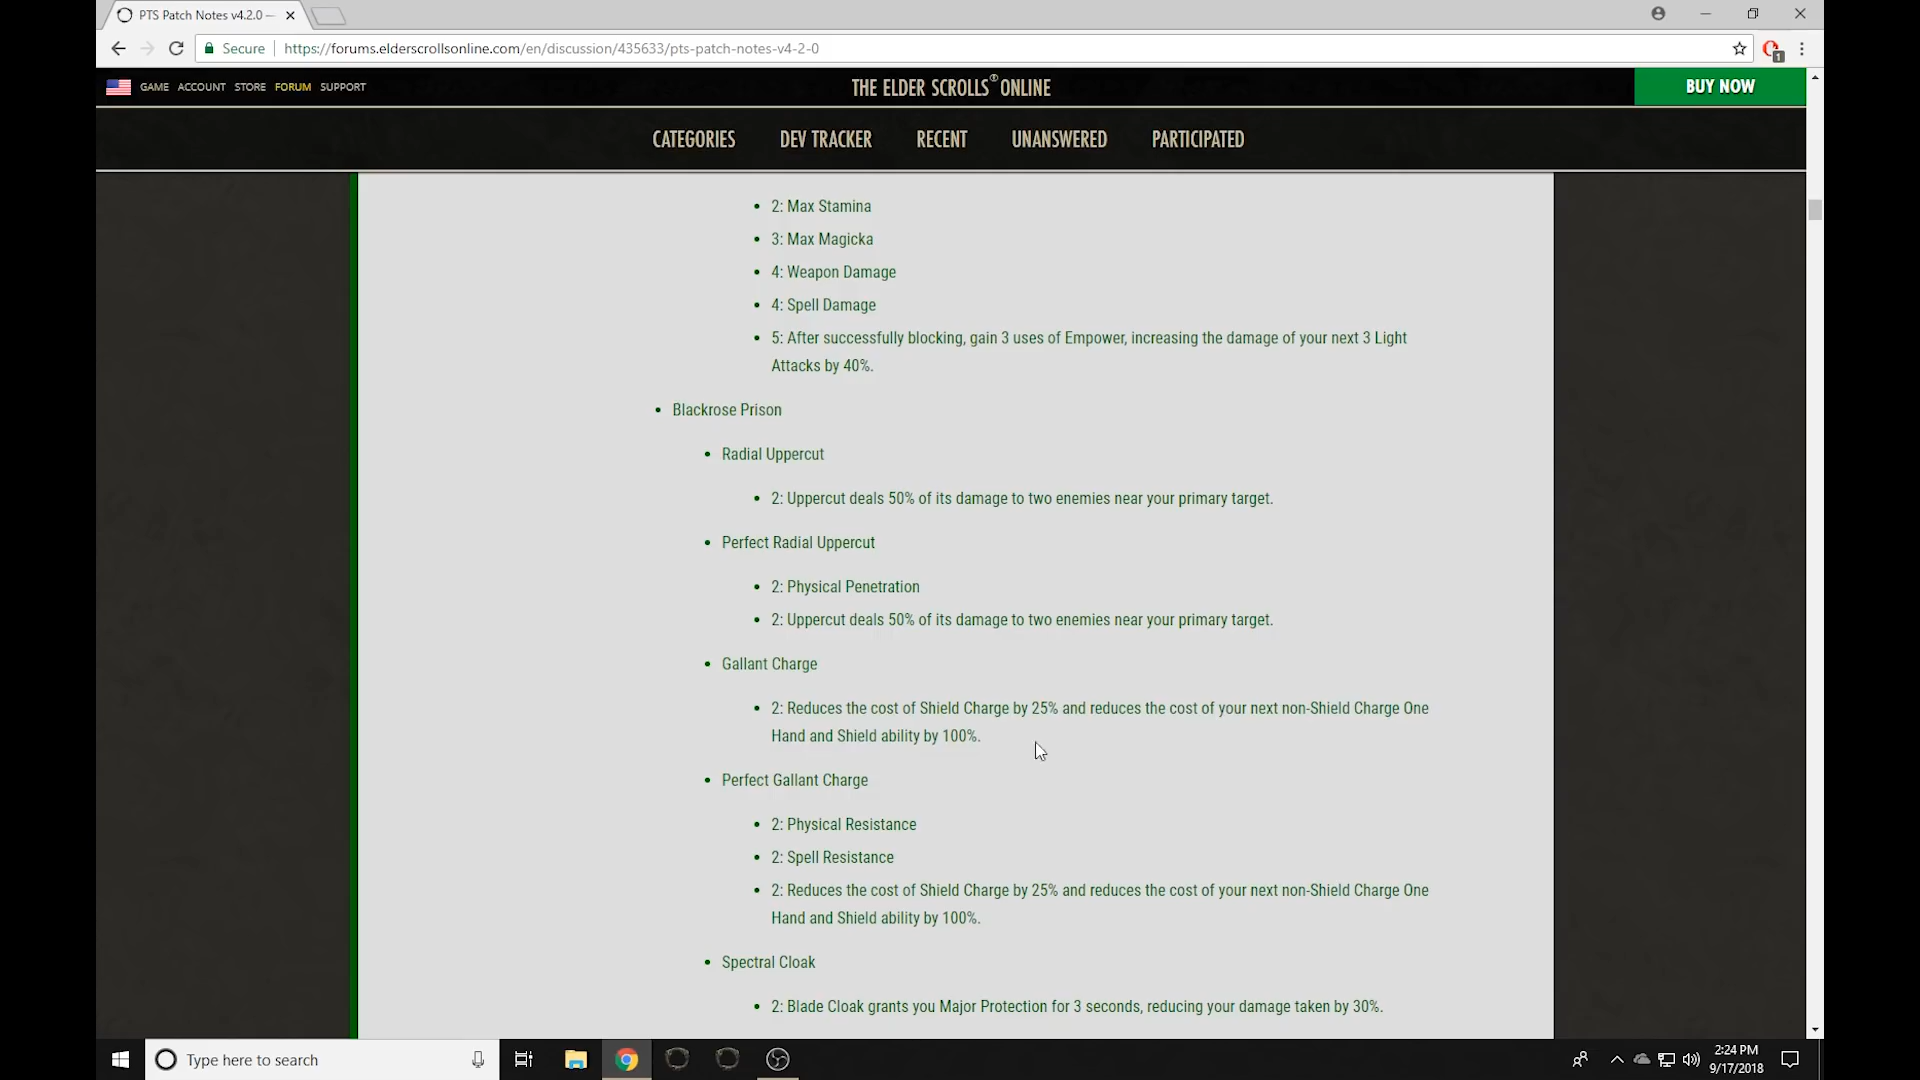 PTS Patch Notes v4.2.0 —
Secure
https://forums.elderscrollsonline.com/en/discussion/435633/pts-patch-notes-v4-2-0
1
GAME ACCOUNT STORE FORUM SUPPORT
THE ELDER SCROLLS® ONLINE
BUY NOW
CATEGORIES DEV TRACKER RECENT UNANSWERED PARTICIPATED
• 2: Max Stamina
• 3: Max Magicka
• 4: Weapon Damage
• 4: Spell Damage
• 5: After successfully blocking, gain 3 uses of Empower, increasing the damage of your next 3 Light
Attacks by 40%.
• Blackrose Prison
• Radial Uppercut
• 2: Uppercut deals 50% of its damage to two enemies near your primary target.
• Perfect Radial Uppercut
• 2: Physical Penetration
• 2: Uppercut deals 50% of its damage to two enemies near your primary target.
• Gallant Charge
• 2: Reduces the cost of Shield Charge by 25% and reduces the cost of your next non-Shield Charge One
Hand and Shield ability by 100%.
• Perfect Gallant Charge
• 2: Physical Resistance
• 2: Spell Resistance
• 2: Reduces the cost of Shield Charge by 25% and reduces the cost of your next non-Shield Charge One
Hand and Shield ability by 100%.
• Spectral Cloak
• 2: Blade Cloak grants you Major Protection for 3 seconds, reducing your damage taken by 30%.
Type here to search
2:24 PM
9/17/2018